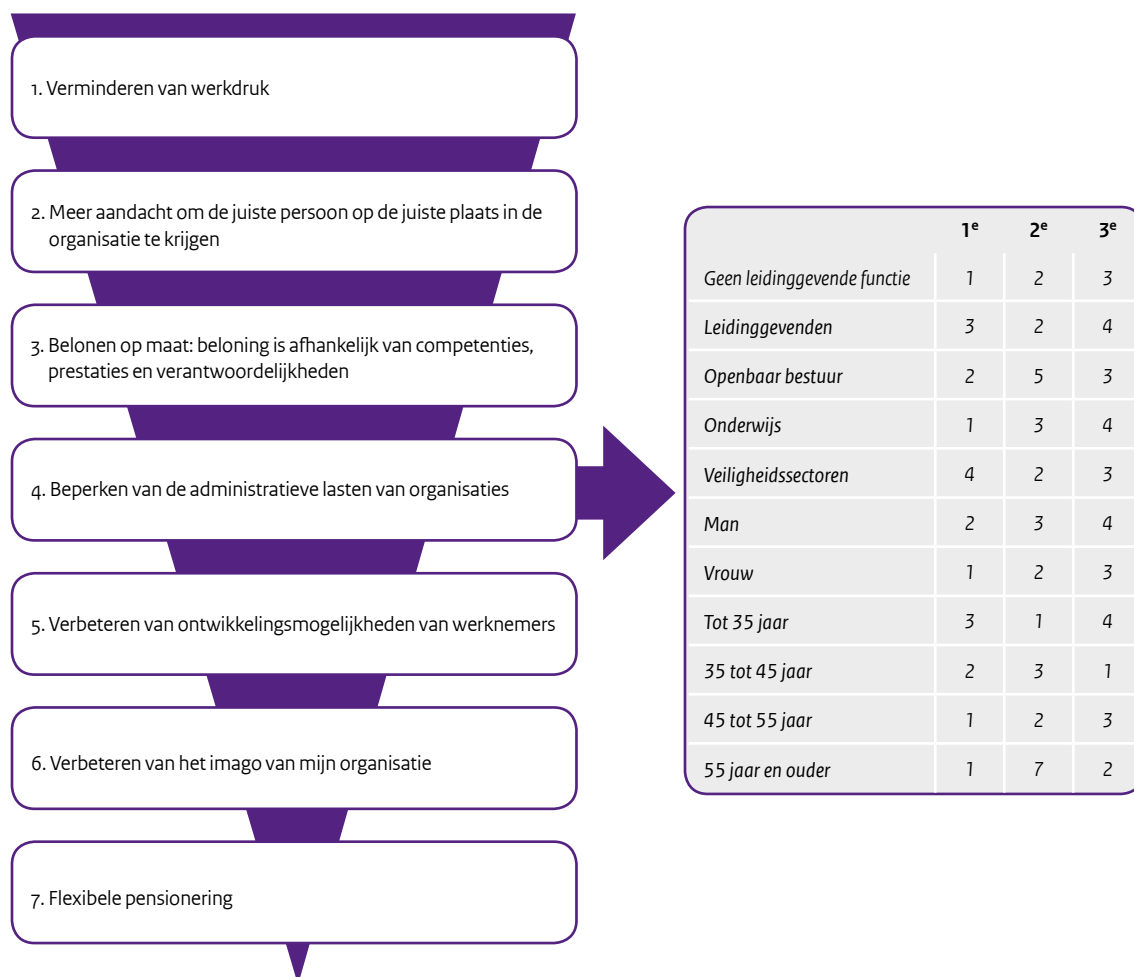 1. Verminderen van werkdruk
2. Meer aandacht om de juiste persoon op de juiste plaats in de
organisatie te krijgen
3. Belonen op maat: beloning is afhankelijk van competenties,
prestaties en verantwoordelijkheden
4. Beperken van de administratieve lasten van organisaties
5. Verbeteren van ontwikkelingsmogelijkheden van werknemers
6. Verbeteren van het imago van mijn organisatie
7. Flexibele pensionering
1e 2e 3e
Geen leidinggevende functie 1 2 3
Leidinggevenden 3 2 4
Openbaar bestuur 2 5 3
Onderwijs 1 3 4
Veiligheidssectoren 4 2 3
Man 2 3 4
Vrouw 1 2 3
Tot 35 jaar 3 1 4
35 tot 45 jaar 2 3 1
45 tot 55 jaar 1 2 3
55 jaar en ouder 1 7 2